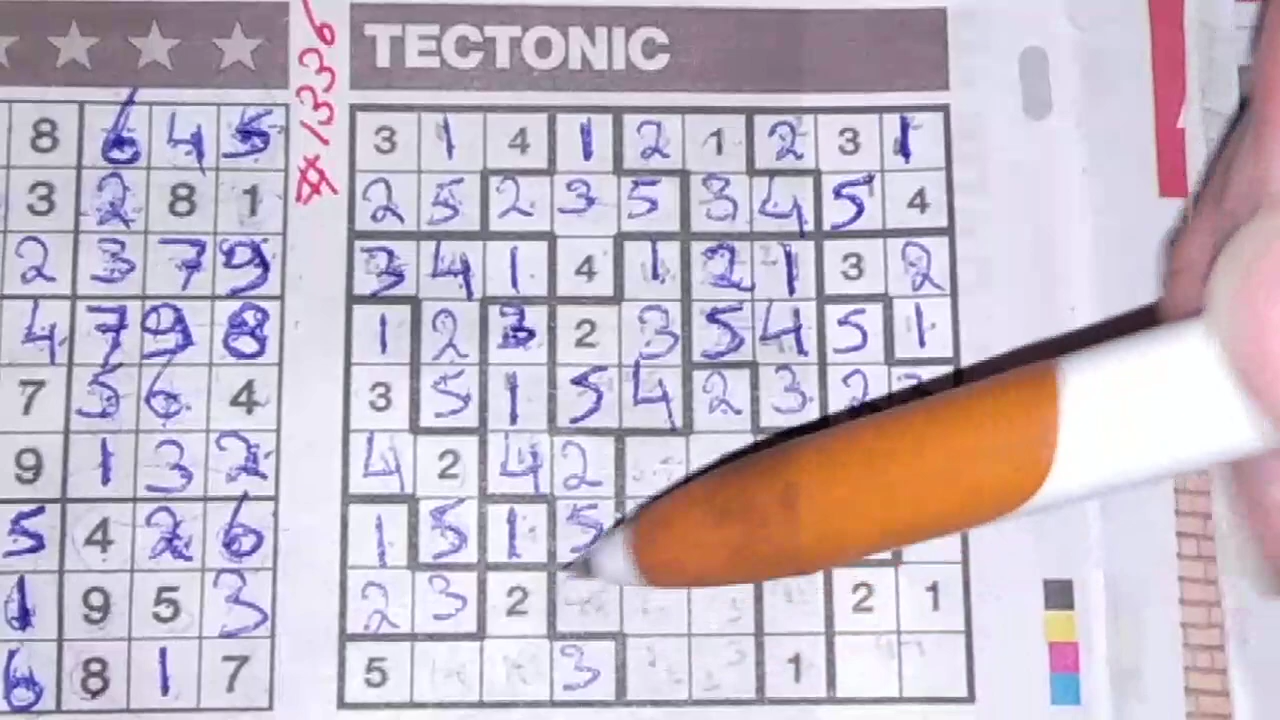 #1336
TECTONIC
8 6 4 5 3 1 4 1 2 1 2 3 1
3 2 8 1 2 5 2 3 5 3 4 5 4
2 3 7 9 3 4 1 4 1 2 1 3 2
4 7 9 8 1 2 3 2 3 5 4 5 1
7 5 6 4 3 5 1 5 4 2 3 2
9 1 3 2 4 2 4 2
5 4 2 6 1 5 1 5
1 9 5 3 2 3 2 2 1
6 8 1 7 5 3 1